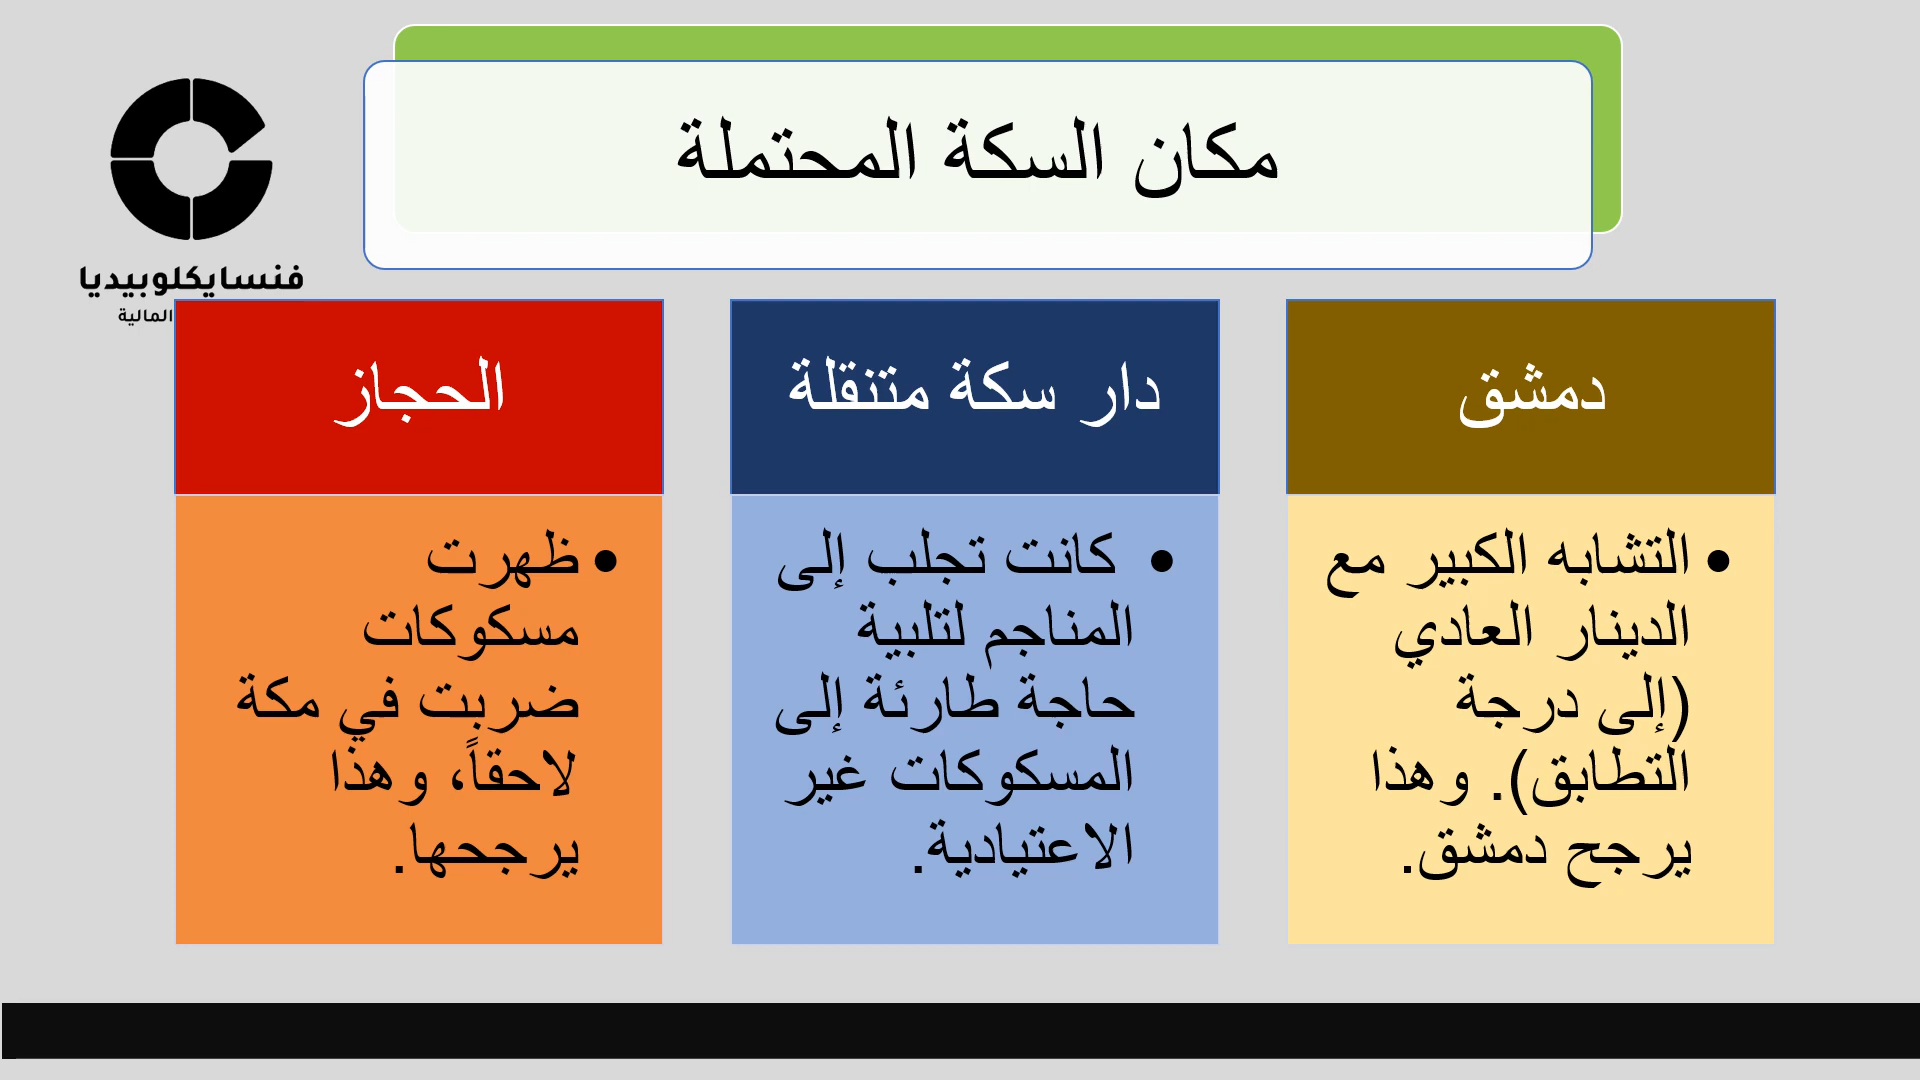 مكان السكة المحتملة
فنسايكلوبيديا
المالية
دمشق
• التشابه الكبير مع
الدينار العادي
(إلى درجة
التطابق). وهذا
يرجح دمشق.
دار سكة متنقلة
• كانت تجلب إلى
المناجم لتلبية
حاجة طارئة إلى
المسكوكات غير
الاعتيادية.
الحجاز
• ظهرت
مسكوكات
ضربت في مكة
لاحقاً، وهذا
يرجحها.